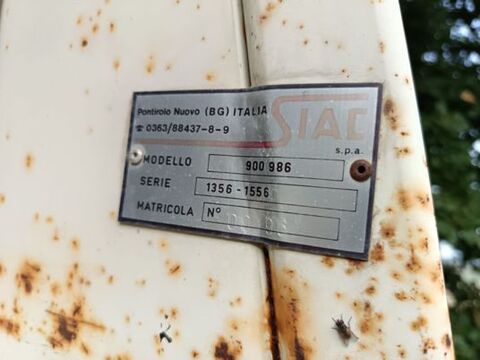 Pontirolo Nuovo (BG) ITALIA
☎ 0363/88437-8-9
SIAC
s.p.a.
MODELLO 900 986
SERIE 1356-1556
MATRICOLA N°